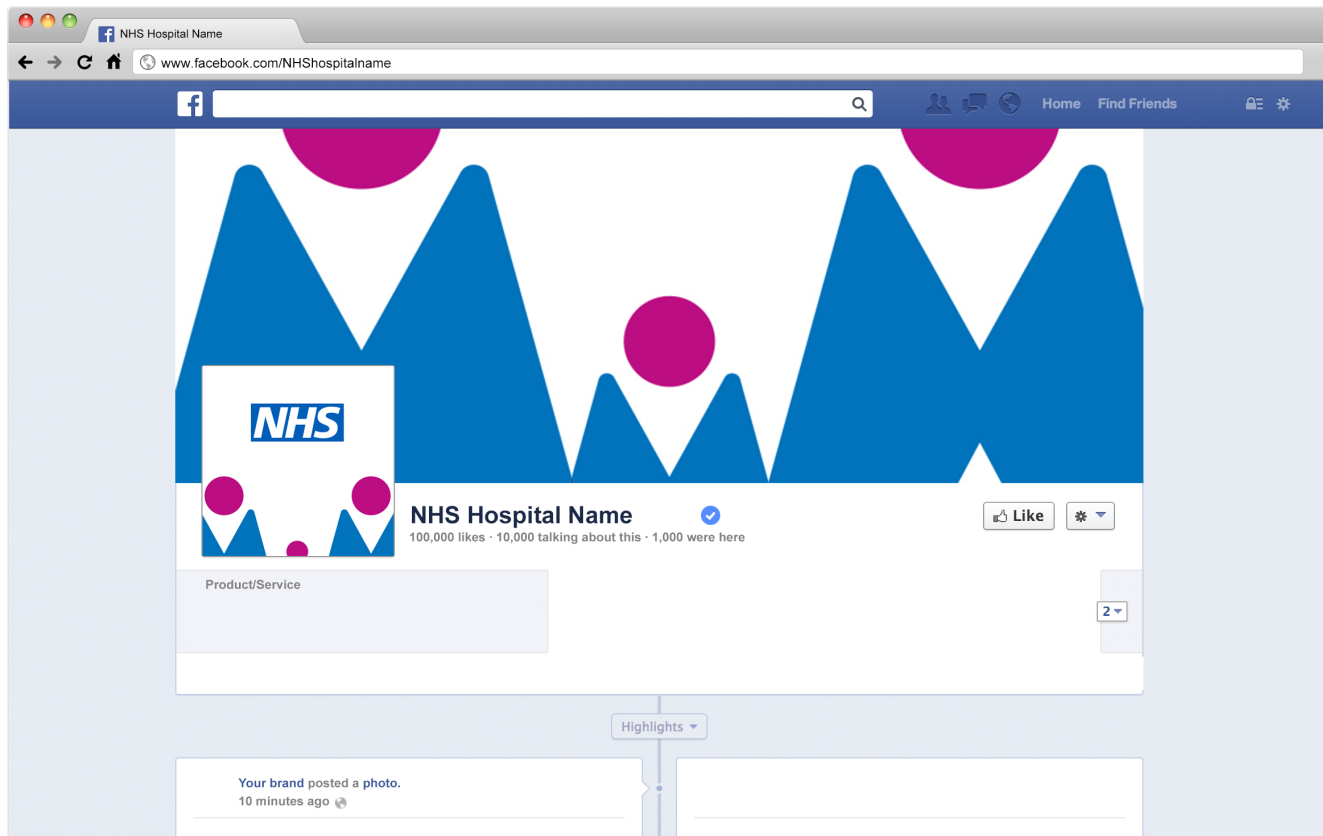 NHS Hospital Name
www.facebook.com/NHShospitalname
f
Home Find Friends
NHS
NHS Hospital Name
100,000 likes · 10,000 talking about this · 1,000 were here
Like
Product/Service
2
Highlights
Your brand posted a photo.
10 minutes ago